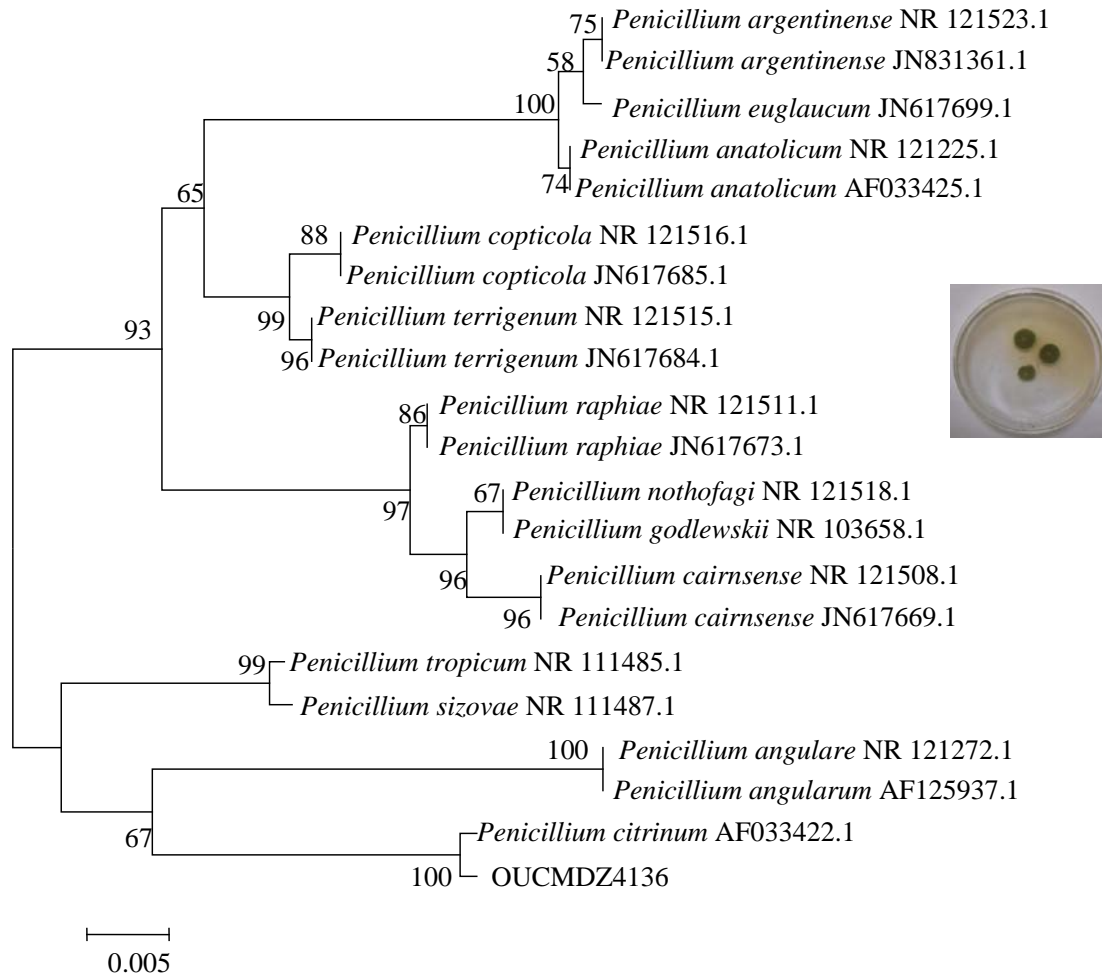 75
Penicillium argentinense NR 121523.1
Penicillium argentinense JN831361.1
58
Penicillium euglaucum JN617699.1
100
Penicillium anatolicum NR 121225.1
74
Penicillium anatolicum AF033425.1
65
88
Penicillium copticola NR 121516.1
Penicillium copticola JN617685.1
99
Penicillium terrigenum NR 121515.1
96
Penicillium terrigenum JN617684.1
93
86
Penicillium raphiae NR 121511.1
Penicillium raphiae JN617673.1
97
67
Penicillium nothofagi NR 121518.1
Penicillium godlewskii NR 103658.1
96
Penicillium cairnsense NR 121508.1
96
Penicillium cairnsense JN617669.1
99
Penicillium tropicum NR 111485.1
Penicillium sizovae NR 111487.1
100
Penicillium angulare NR 121272.1
Penicillium angularum AF125937.1
67
Penicillium citrinum AF033422.1
100
OUCMDZ4136
0.005